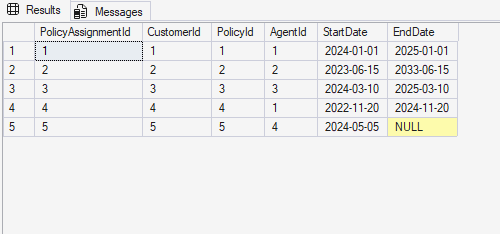 Results Messages
PolicyAssignmentId CustomerId PolicyId AgentId StartDate EndDate
1 1 1 1 1 2024-01-01 2025-01-01
2 2 2 2 2 2023-06-15 2033-06-15
3 3 3 3 3 2024-03-10 2025-03-10
4 4 4 4 1 2022-11-20 2024-11-20
5 5 5 5 4 2024-05-05 NULL